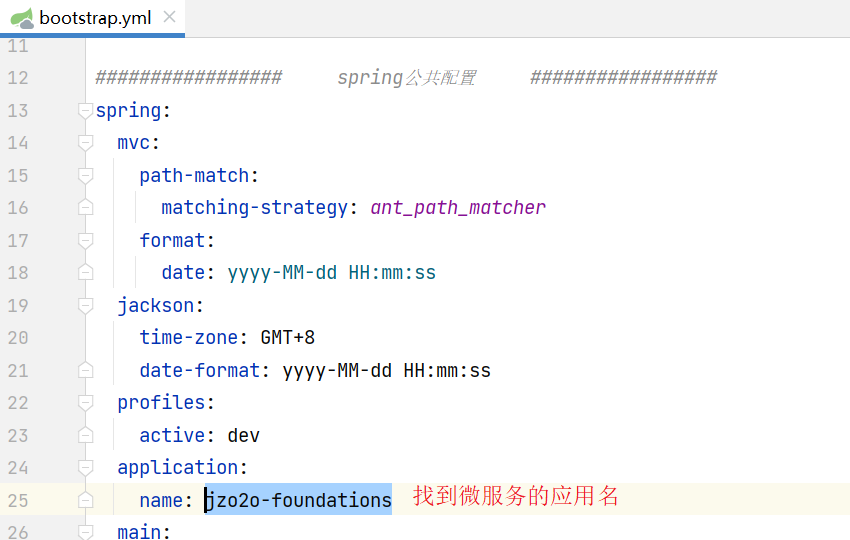 bootstrap.yml
11
12 ################# spring公共配置 #################
13 spring:
14 mvc:
15 path-match:
16 matching-strategy: ant_path_matcher
17 format:
18 date: yyyy-MM-dd HH:mm:ss
19 jackson:
20 time-zone: GMT+8
21 date-format: yyyy-MM-dd HH:mm:ss
22 profiles:
23 active: dev
24 application:
25 name: jzo2o-foundations 找到微服务的应用名
26 main: